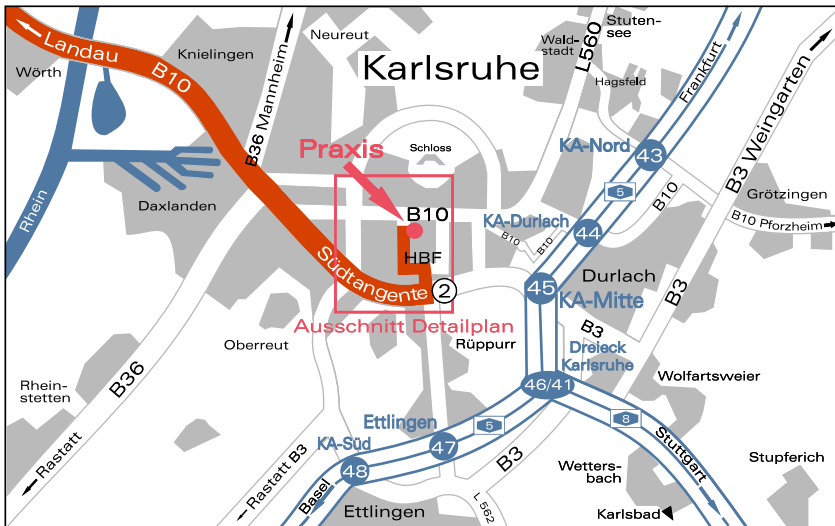 Landau
B10
Knielingen
Neureut
Wörth
B36 Mannheim
Karlsruhe
Wald-
stadt
L560
Stuten-
see
Hagsfeld
Frankfurt
B3 Weingarten
Praxis
Schloss
KA-Nord
43
5
Rhein
Daxlanden
B10
KA-Durlach
44
B10
B10
B10
Grötzingen
B10 Pforzheim
HBF
Südtangente
2
45
KA-Mitte
Durlach
B3
Ausschnitt Detailplan
Oberreut
Rüppurr
B3
Dreieck
Karlsruhe
46/41
B36
Rhein-
stetten
Wolfartsweier
Ettlingen
5
8
KA-Süd
47
48
Rastatt
Rastatt B3
Basel
B3
Stuttgart
Wetters-
bach
Stupferich
L 562
Ettlingen
Karlsbad